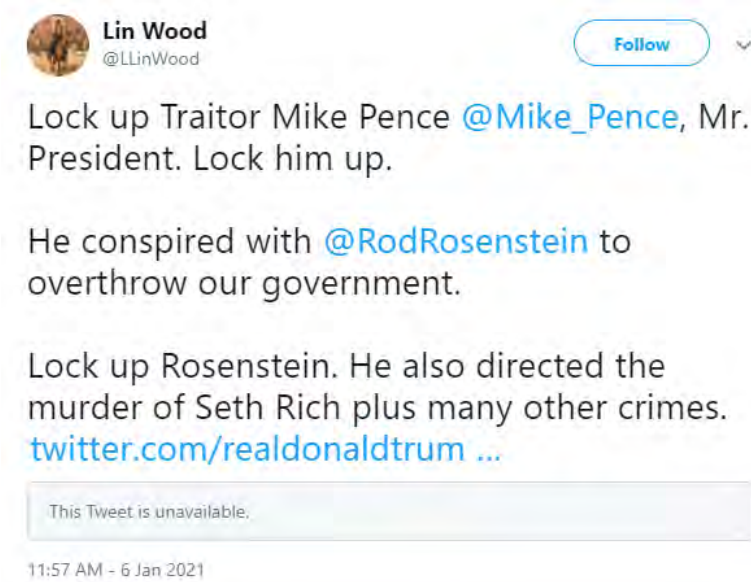 Lin Wood
@LLinWood
Follow
Lock up Traitor Mike Pence @Mike_Pence, Mr.
President. Lock him up.
He conspired with @RodRosenstein to
overthrow our government.
Lock up Rosenstein. He also directed the
murder of Seth Rich plus many other crimes.
twitter.com/realdonaldtrum ...
This Tweet is unavailable.
11:57 AM - 6 Jan 2021